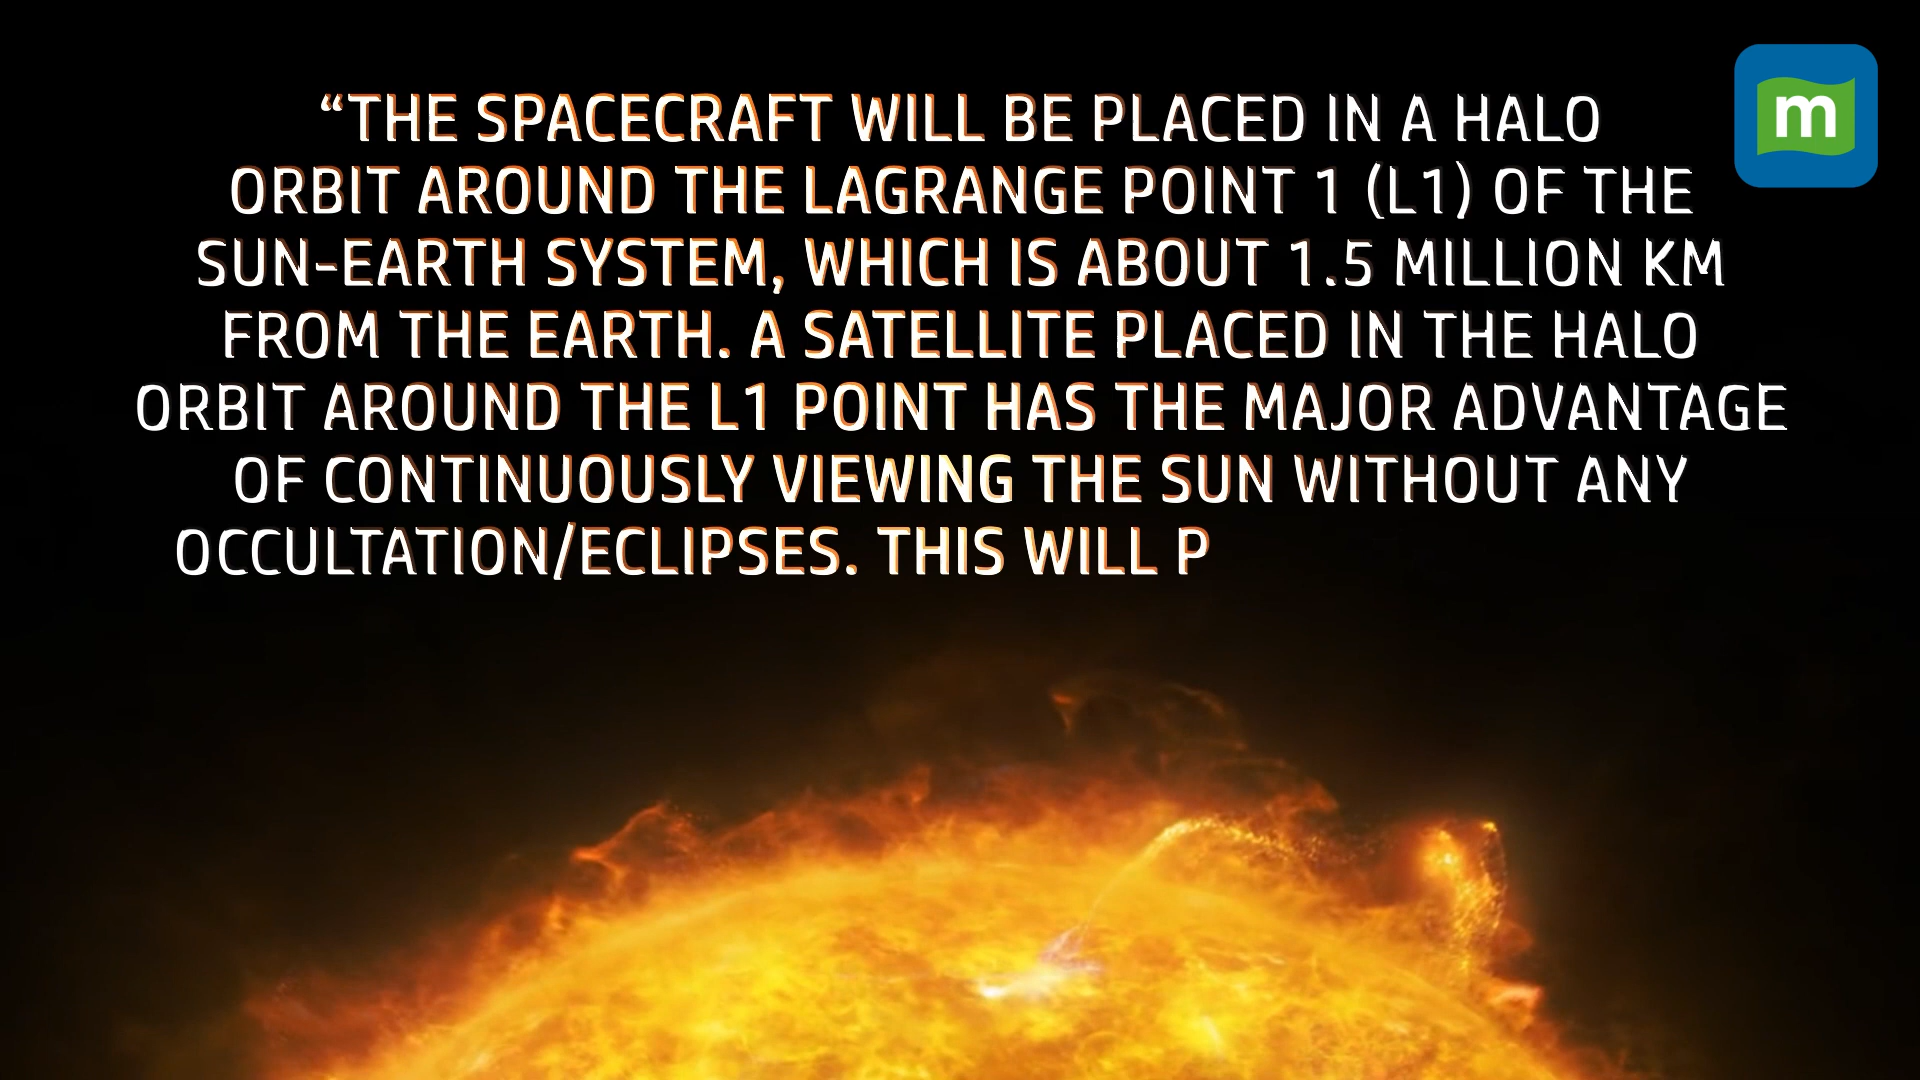 “THE SPACECRAFT WILL BE PLACED IN A HALO
ORBIT AROUND THE LAGRANGE POINT 1 (L1) OF THE
SUN-EARTH SYSTEM, WHICH IS ABOUT 1.5 MILLION KM
FROM THE EARTH. A SATELLITE PLACED IN THE HALO
ORBIT AROUND THE L1 POINT HAS THE MAJOR ADVANTAGE
OF CONTINUOUSLY VIEWING THE SUN WITHOUT ANY
OCCULTATION/ECLIPSES. THIS WILL P
m